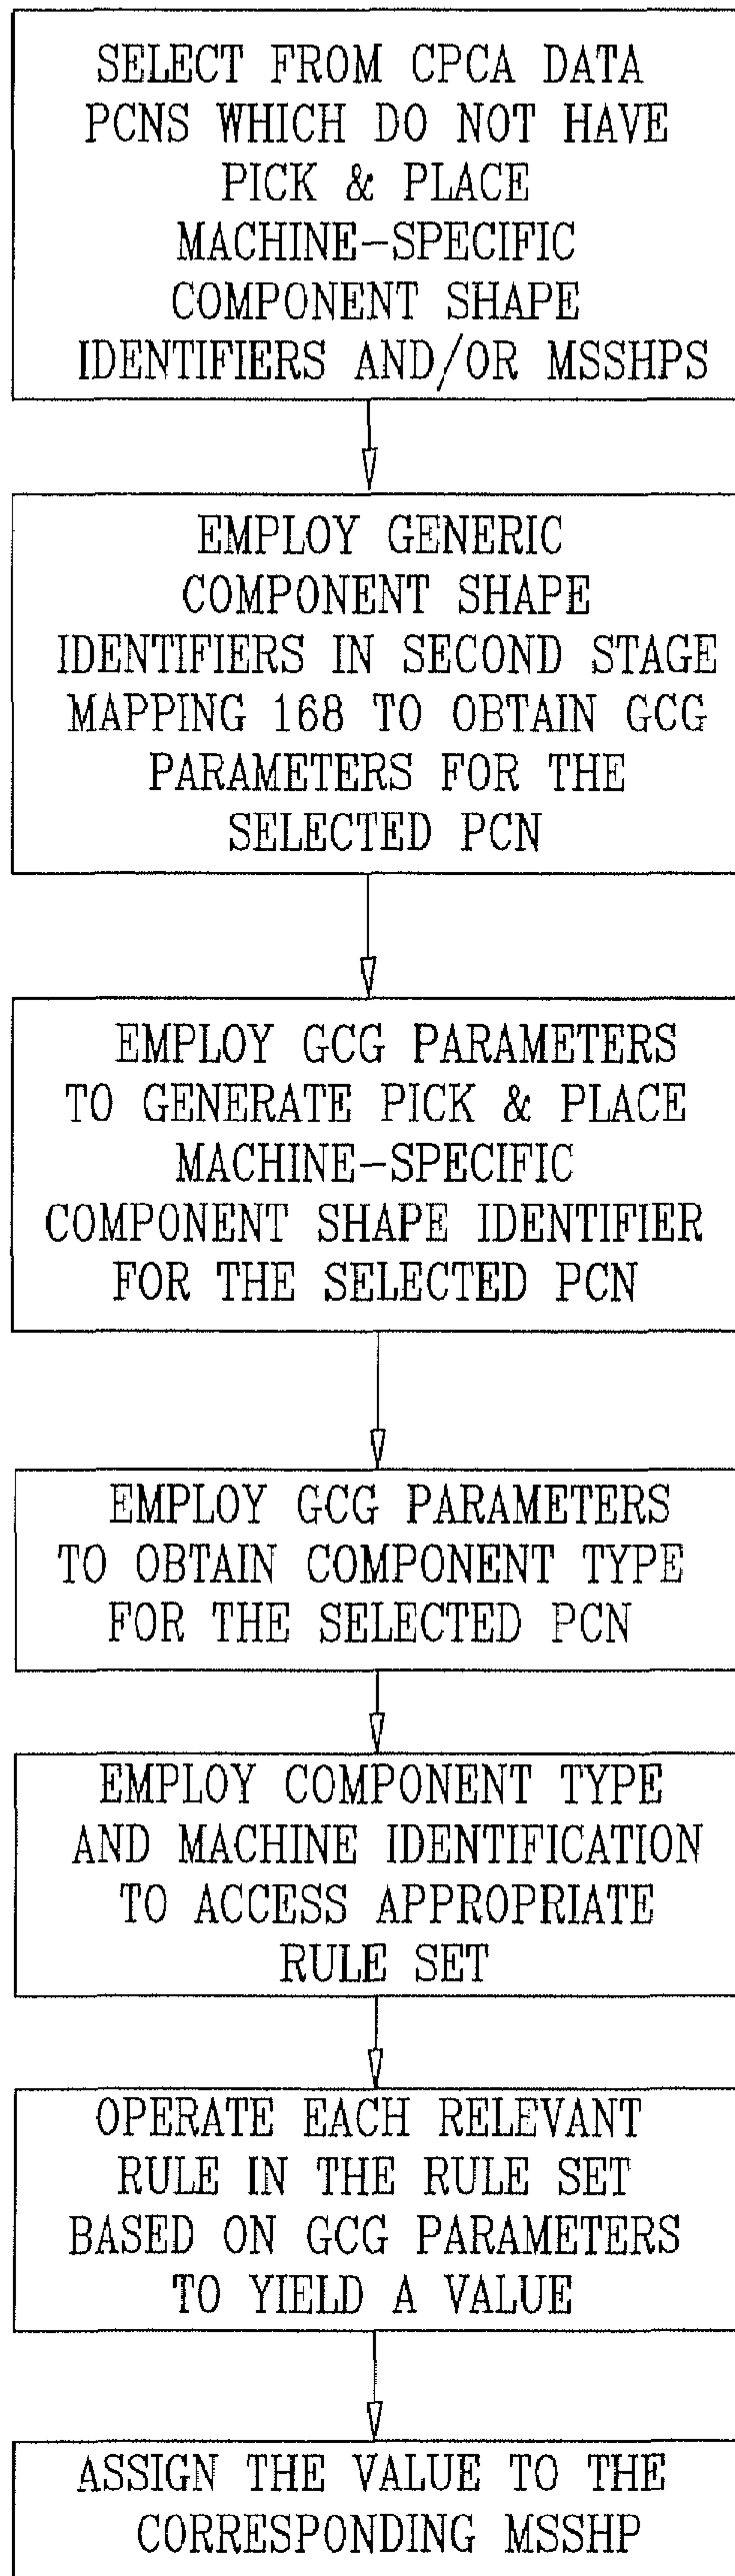 SELECT FROM CPCA DATA
PCNS WHICH DO NOT HAVE
PICK & PLACE
MACHINE-SPECIFIC
COMPONENT SHAPE
IDENTIFIERS AND/OR MSSHPS
EMPLOY GENERIC
COMPONENT SHAPE
IDENTIFIERS IN SECOND STAGE
MAPPING 168 TO OBTAIN GCG
PARAMETERS FOR THE
SELECTED PCN
EMPLOY GCG PARAMETERS
TO GENERATE PICK & PLACE
MACHINE-SPECIFIC
COMPONENT SHAPE IDENTIFIER
FOR THE SELECTED PCN
EMPLOY GCG PARAMETERS
TO OBTAIN COMPONENT TYPE
FOR THE SELECTED PCN
EMPLOY COMPONENT TYPE
AND MACHINE IDENTIFICATION
TO ACCESS APPROPRIATE
RULE SET
OPERATE EACH RELEVANT
RULE IN THE RULE SET
BASED ON GCG PARAMETERS
TO YIELD A VALUE
ASSIGN THE VALUE TO THE
CORRESPONDING MSSHP